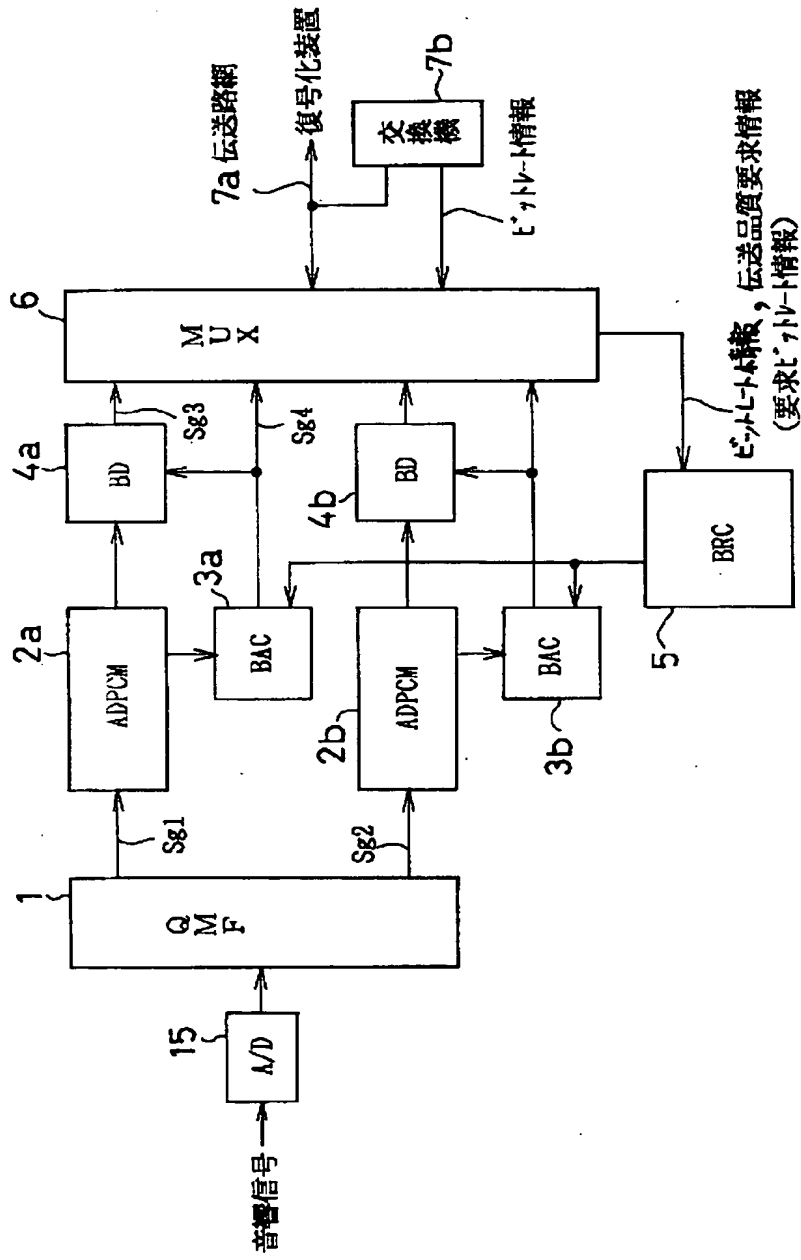 音響信号
15
A/D
1
QMF
Sg1
Sg2
2a
ADPCM
3a
BAC
2b
ADPCM
3b
BAC
4a
BD
4b
BD
Sg3
Sg4
5
BRC
6
MUX
7a 伝送路網
復号化装置
7b
交換機
ビットレート情報
ビットレート情報, 伝送品質要求情報
(要求ビットレート情報)